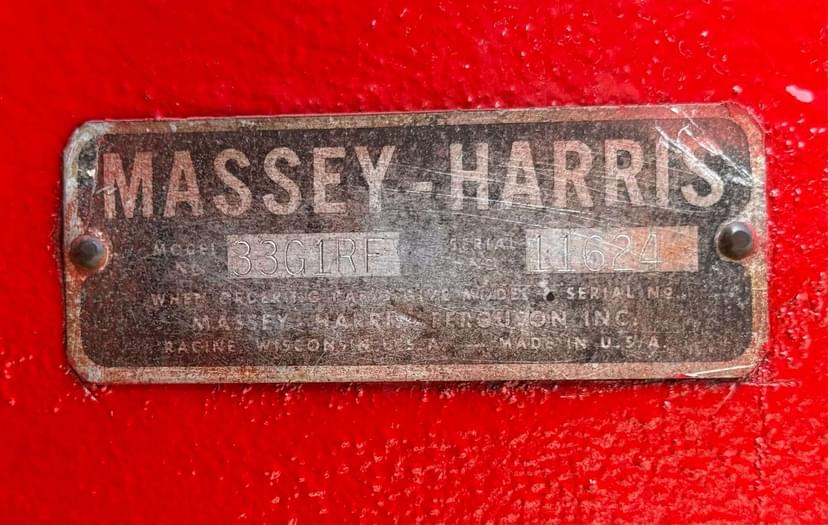 MASSEY-HARRIS
MODEL NO. 33G1RF SERIAL NO. 11624
WHEN ORDERING PARTS GIVE MODEL & SERIAL NO.
MASSEY-HARRIS-FERGUSON INC.
RACINE, WISCONSIN U.S.A. — MADE IN U.S.A.